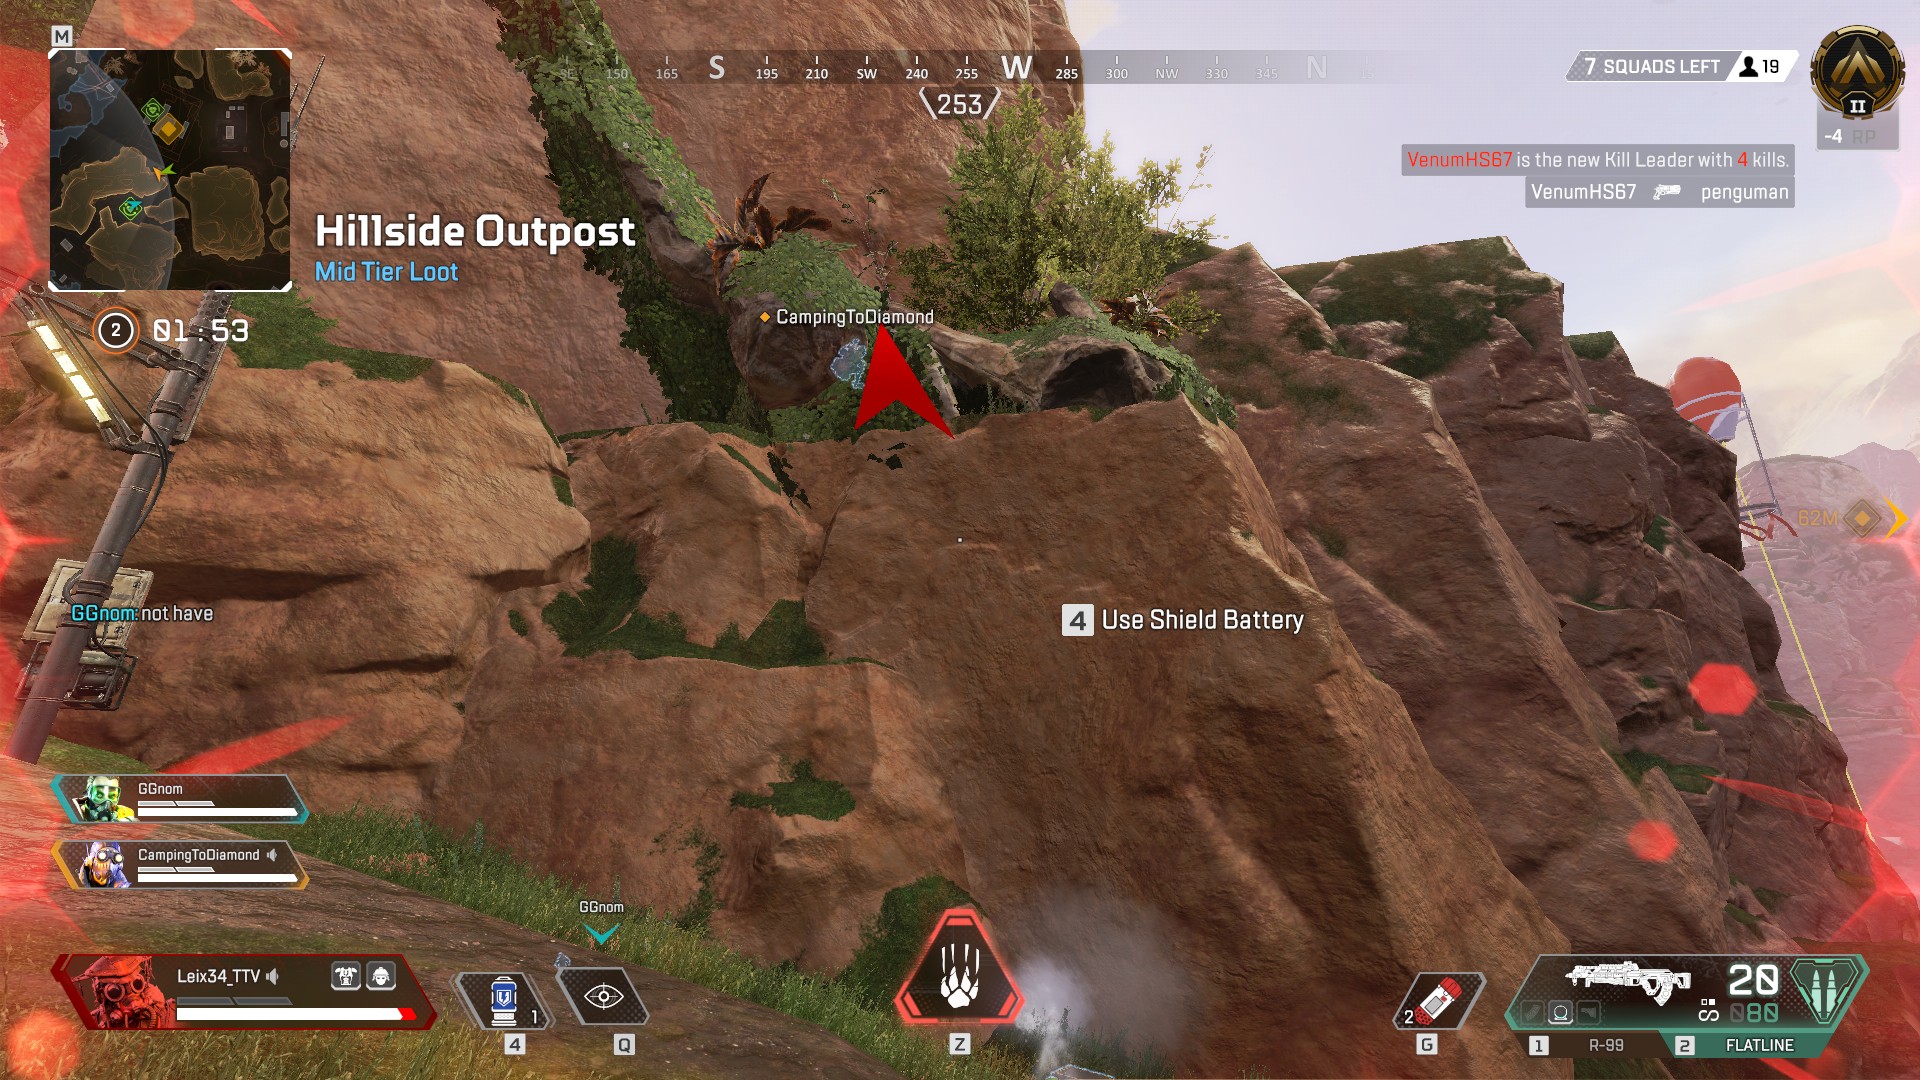 M
SE 150 165 S 195 210 SW 240 255 W 285 300 NW 330 345 N
253
7 SQUADS LEFT 19
II
-4 RP
VenumHS67 is the new Kill Leader with 4 kills.
VenumHS67 penguman
Hillside Outpost
Mid Tier Loot
2 01:53
CampingToDiamond
62M
GGnom: not have
4 Use Shield Battery
GGnom
CampingToDiamond
GGnom
Leix34_TTV
1
4
Q
Z
2
G
20
080
1 R-99
2 FLATLINE